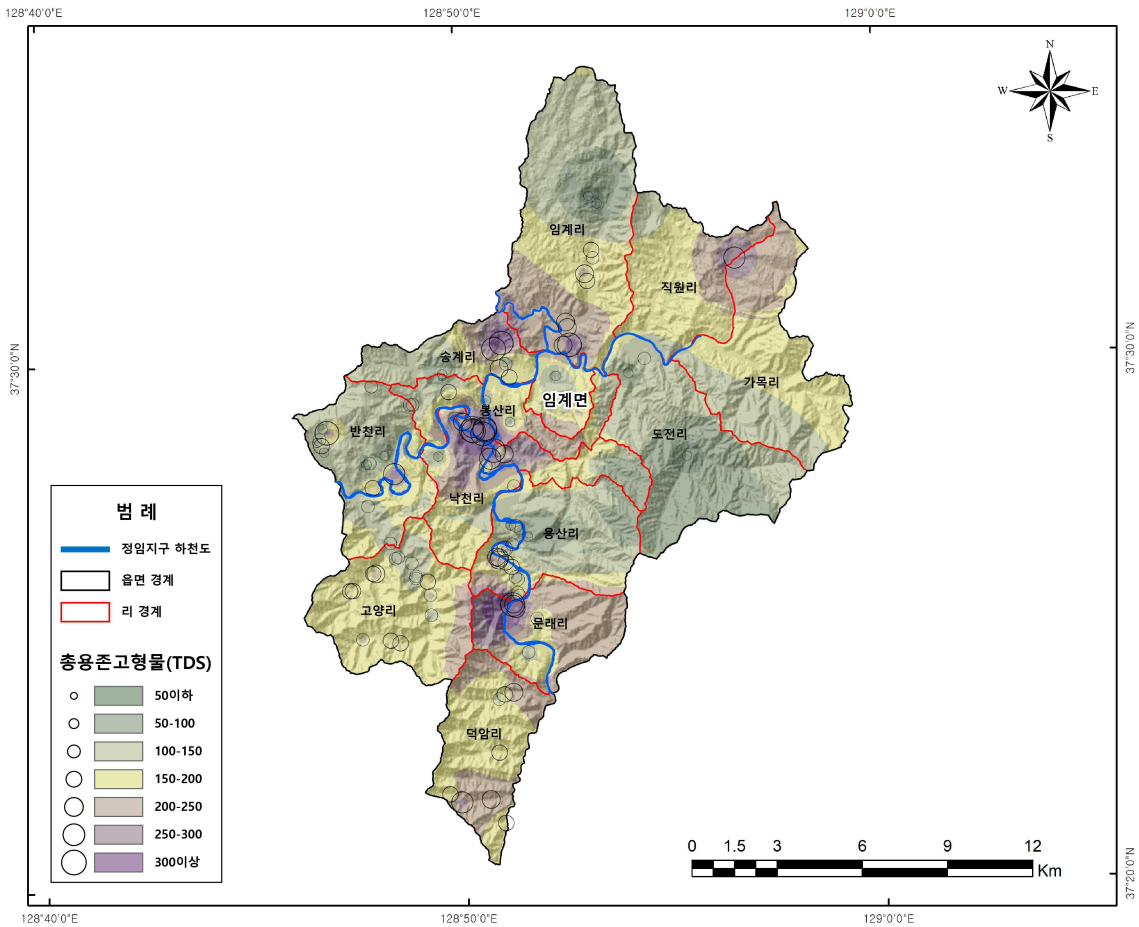 128°40'0"E
128°50'0"E
129°0'0"E
N
W
E
S
임계리
직원리
37°30'0"N
37°30'0"N
송계리
가목리
임계면
봉산리
반천리
도전리
낙천리
용산리
고양리
문래리
덕암리
범 례
정임지구 하천도
읍면 경계
리 경계
총용존고형물(TDS)
50이하
50-100
100-150
150-200
200-250
250-300
300이상
0 1.5 3 6 9 12
Km
37°20'0"N
128°40'0"E
128°50'0"E
129°0'0"E